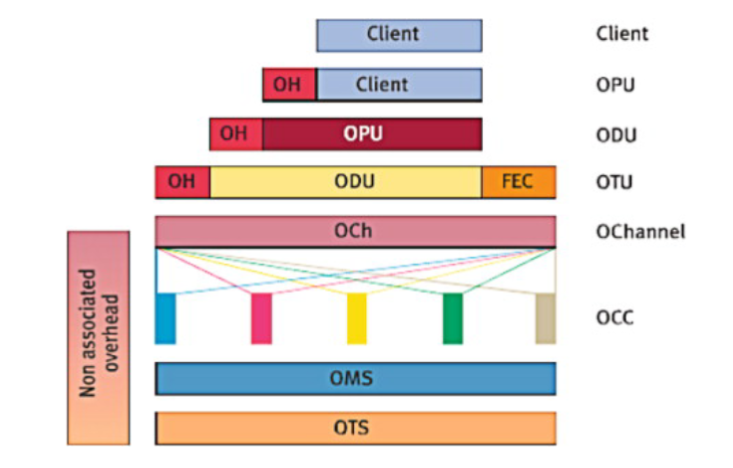 Client Client
OH Client OPU
OH OPU ODU
OH ODU FEC OTU
OCh OChannel
Non associated
overhead
OCC
OMS
OTS